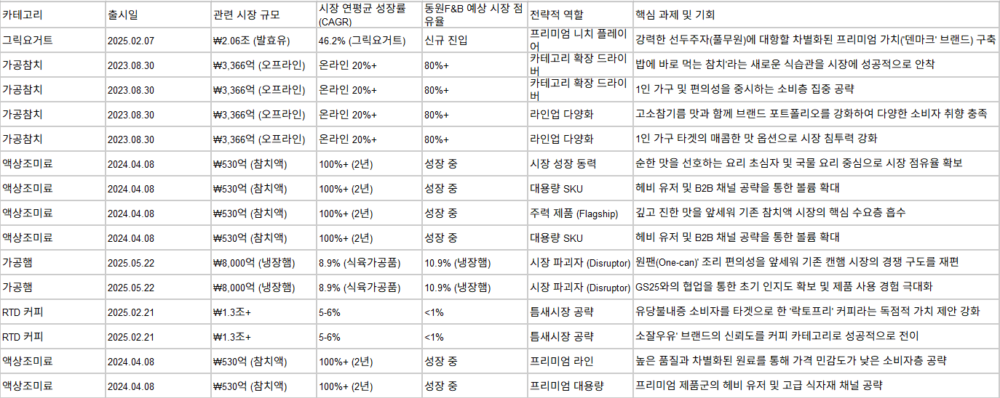 카테고리 출시일 관련 시장 규모 시장 연평균 성장률 (CAGR) 동원F&B 예상 시장 점유율 전략적 역할 핵심 과제 및 기회
그릭요거트 2025.02.07 ₩2.06조 (발효유) 46.2% (그릭요거트) 신규 진입 프리미엄 니치 플레이어 강력한 선두주자(풀무원)에 대항할 차별화된 프리미엄 가치('덴마크' 브랜드) 구축
가공참치 2023.08.30 ₩3,366억 (오프라인) 온라인 20%+ 80%+ 카테고리 확장 드라이버 밥에 바로 먹는 참치'라는 새로운 식습관을 시장에 성공적으로 안착
가공참치 2023.08.30 ₩3,366억 (오프라인) 온라인 20%+ 80%+ 카테고리 확장 드라이버 1인 가구 및 편의성을 중시하는 소비층 집중 공략
가공참치 2023.08.30 ₩3,366억 (오프라인) 온라인 20%+ 80%+ 라인업 다양화 고소참기름 맛과 함께 브랜드 포트폴리오를 강화하여 다양한 소비자 취향 충족
가공참치 2023.08.30 ₩3,366억 (오프라인) 온라인 20%+ 80%+ 라인업 다양화 1인 가구 타겟의 매콤한 맛 옵션으로 시장 침투력 강화
액상조미료 2024.04.08 ₩530억 (참치액) 100%+ (2년) 성장 중 시장 성장 동력 순한 맛을 선호하는 요리 초심자 및 국물 요리 중심으로 시장 점유율 확보
액상조미료 2024.04.08 ₩530억 (참치액) 100%+ (2년) 성장 중 대용량 SKU 헤비 유저 및 B2B 채널 공략을 통한 볼륨 확대
액상조미료 2024.04.08 ₩530억 (참치액) 100%+ (2년) 성장 중 주력 제품 (Flagship) 깊고 진한 맛을 앞세워 기존 참치액 시장의 핵심 수요층 흡수
액상조미료 2024.04.08 ₩530억 (참치액) 100%+ (2년) 성장 중 대용량 SKU 헤비 유저 및 B2B 채널 공략을 통한 볼륨 확대
가공햄 2025.05.22 ₩8,000억 (냉장햄) 8.9% (식육가공품) 10.9% (냉장햄) 시장 파괴자 (Disruptor) 원팬(One-can)' 조리 편의성을 앞세워 기존 캔햄 시장의 경쟁 구도를 재편
가공햄 2025.05.22 ₩8,000억 (냉장햄) 8.9% (식육가공품) 10.9% (냉장햄) 시장 파괴자 (Disruptor) GS25와의 협업을 통한 초기 인지도 확보 및 제품 사용 경험 극대화
RTD 커피 2025.02.21 ₩1.3조+ 5-6% <1% 틈새시장 공략 유당불내증 소비자를 타겟으로 한 '락토프리' 커피라는 독점적 가치 제안 강화
RTD 커피 2025.02.21 ₩1.3조+ 5-6% <1% 틈새시장 공략 소잘우유' 브랜드의 신뢰도를 커피 카테고리로 성공적으로 전이
액상조미료 2024.04.08 ₩530억 (참치액) 100%+ (2년) 성장 중 프리미엄 라인 높은 품질과 차별화된 원료를 통해 가격 민감도가 낮은 소비자층 공략
액상조미료 2024.04.08 ₩530억 (참치액) 100%+ (2년) 성장 중 프리미엄 대용량 프리미엄 제품군의 헤비 유저 및 고급 식자재 채널 공략